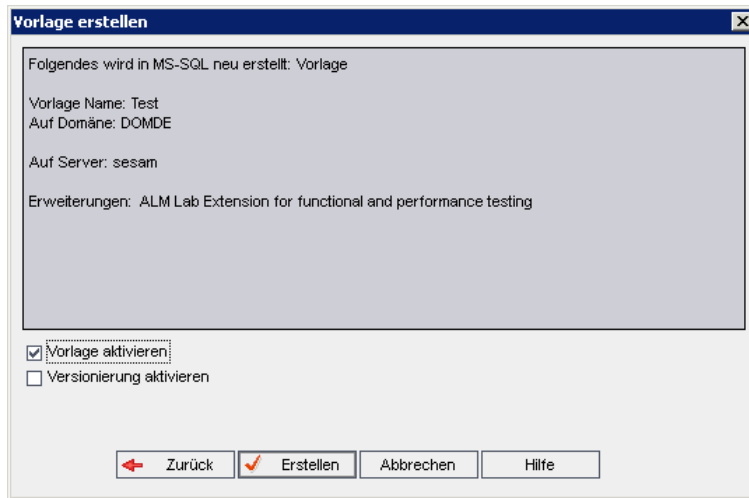 Vorlage erstellen
Folgendes wird in MS-SQL neu erstellt: Vorlage
Vorlage Name: Test
Auf Domäne: DOMDE
Auf Server: sesam
Erweiterungen: ALM Lab Extension for functional and performance testing
Vorlage aktivieren
Versionierung aktivieren
Zurück
Erstellen
Abbrechen
Hilfe